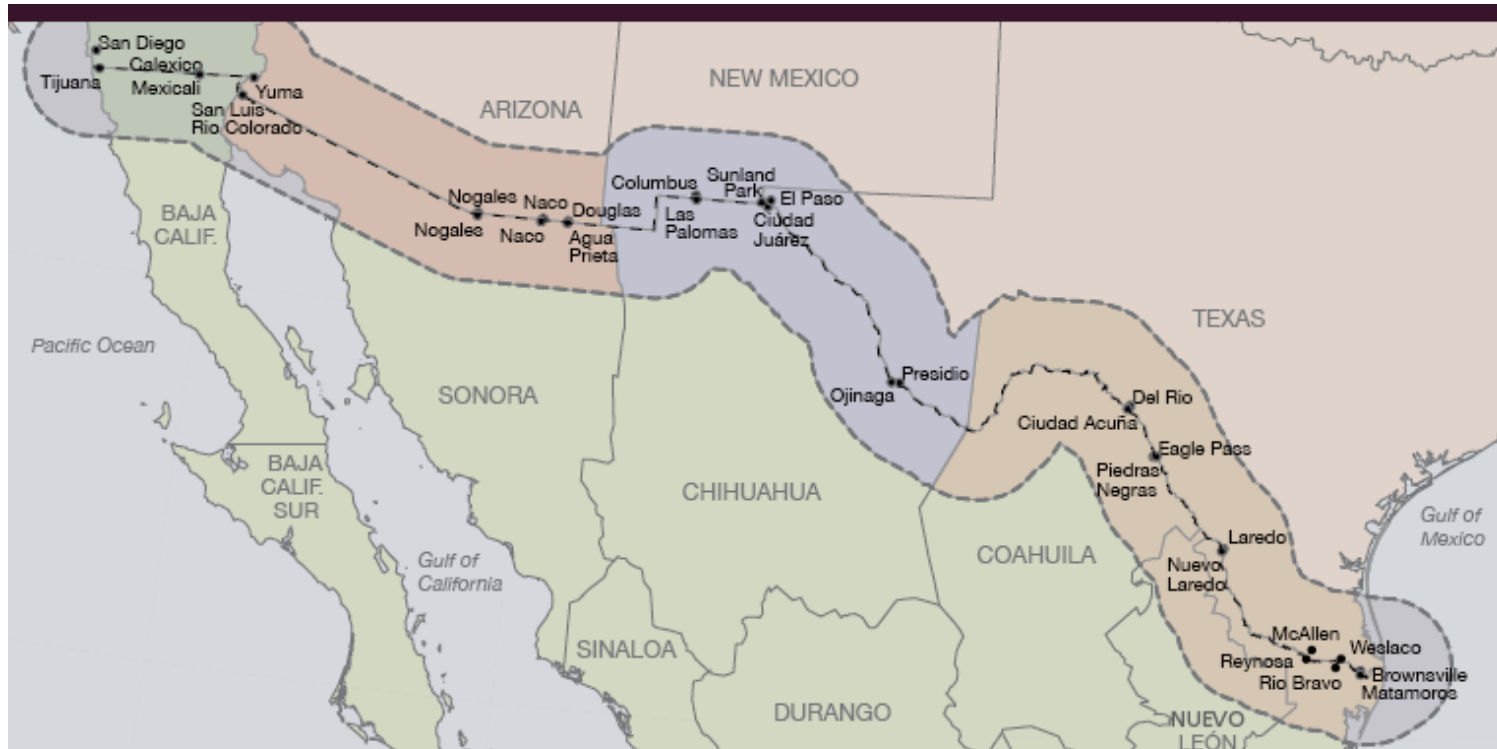 San Diego
Calexico
Tijuana
Mexicali
Yuma
San Luis
Rio Colorado
ARIZONA
NEW MEXICO
BAJA
CALIF.
Nogales
Naco
Douglas
Nogales
Naco
Agua
Prieta
Columbus
Sunland
Park
El Paso
Las
Palomas
Ciudad
Juárez
TEXAS
Pacific Ocean
SONORA
Ojinaga
Presidio
Del Rio
Ciudad Acuña
Eagle Pass
Piedras
Negras
BAJA
CALIF.
SUR
CHIHUAHUA
COAHUILA
Gulf of
Mexico
Gulf of
California
Laredo
Nuevo
Laredo
SINALOA
McAllen
Weslaco
Reynosa
Rio Bravo
Brownsville
Matamoros
DURANGO
NUEVO
LEÓN